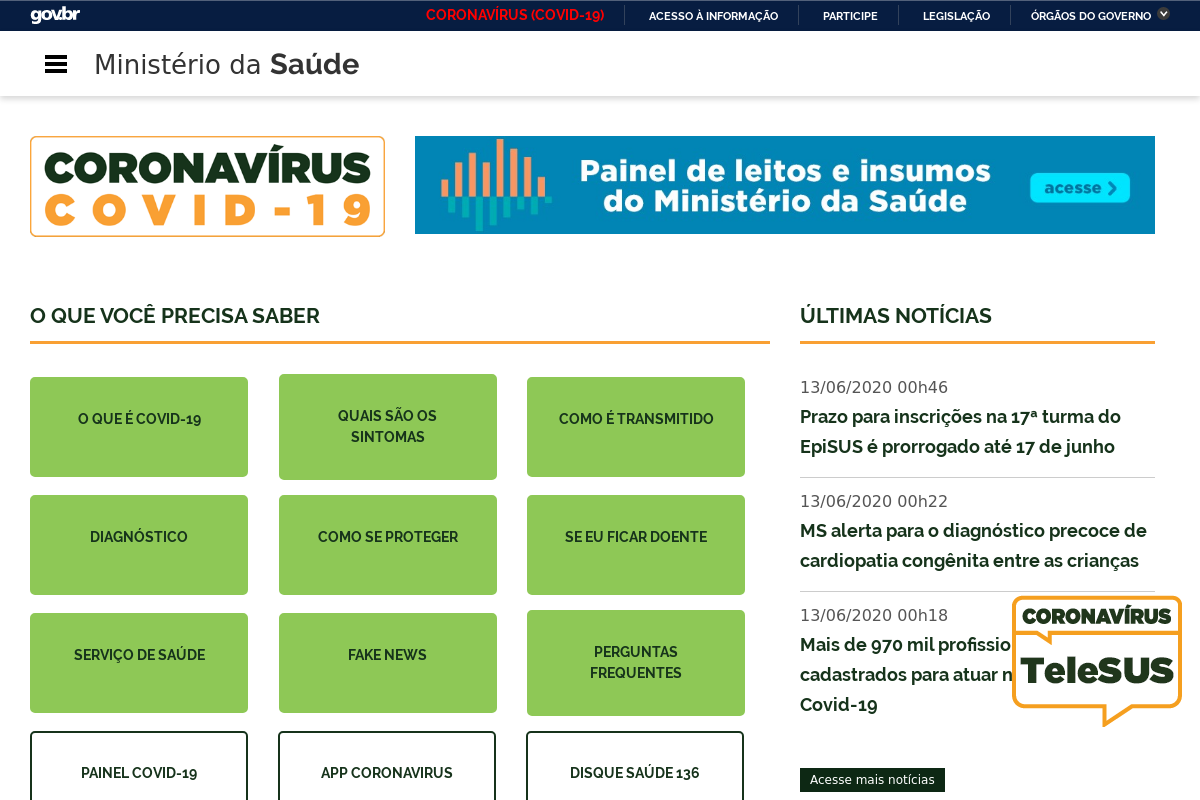 gov.br
CORONAVÍRUS (COVID-19)
ACESSO À INFORMAÇÃO
PARTICIPE
LEGISLAÇÃO
ÓRGÃOS DO GOVERNO
Ministério da Saúde
CORONAVÍRUS
COVID-19
Painel de leitos e insumos
do Ministério da Saúde
acesse
O QUE VOCÊ PRECISA SABER
O QUE É COVID-19
QUAIS SÃO OS
SINTOMAS
COMO É TRANSMITIDO
DIAGNÓSTICO
COMO SE PROTEGER
SE EU FICAR DOENTE
SERVIÇO DE SAÚDE
FAKE NEWS
PERGUNTAS
FREQUENTES
PAINEL COVID-19
APP CORONAVIRUS
DISQUE SAÚDE 136
ÚLTIMAS NOTÍCIAS
13/06/2020 00h46
Prazo para inscrições na 17ª turma do
EpiSUS é prorrogado até 17 de junho
13/06/2020 00h22
MS alerta para o diagnóstico precoce de
cardiopatia congênita entre as crianças
13/06/2020 00h18
Mais de 970 mil
cadastrados para atuar
Covid-19
CORONAVÍRUS
TeleSUS
Acesse mais notícias